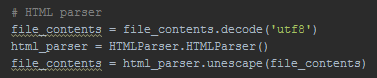 # HTML parser
file_contents = file_contents.decode('utf8')
html_parser = HTMLParser.HTMLParser()
file_contents = html_parser.unescape(file_contents)